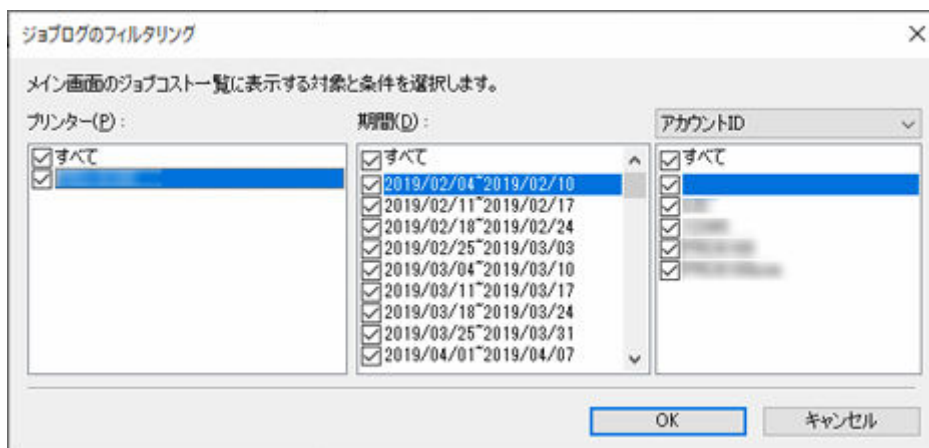 ジョブログのフィルタリング
メイン画面のジョブコスト一覧に表示する対象と条件を選択します。
プリンター(P):
期間(D):
アカウントID
すべて
すべて
2019/02/04~2019/02/10
2019/02/11~2019/02/17
2019/02/18~2019/02/24
2019/02/25~2019/03/03
2019/03/04~2019/03/10
2019/03/11~2019/03/17
2019/03/18~2019/03/24
2019/03/25~2019/03/31
2019/04/01~2019/04/07
すべて
OK
キャンセル